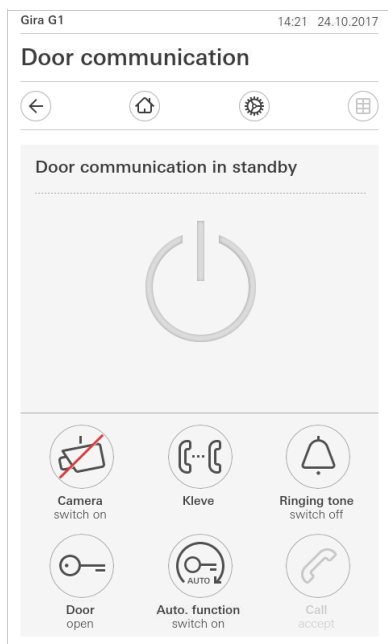 Gira G1
14:21 24.10.2017
Door communication
Door communication in standby
Camera
switch on
Kleve
Ringing tone
switch off
AUTO
Door
open
Auto. function
switch on
Call
accept